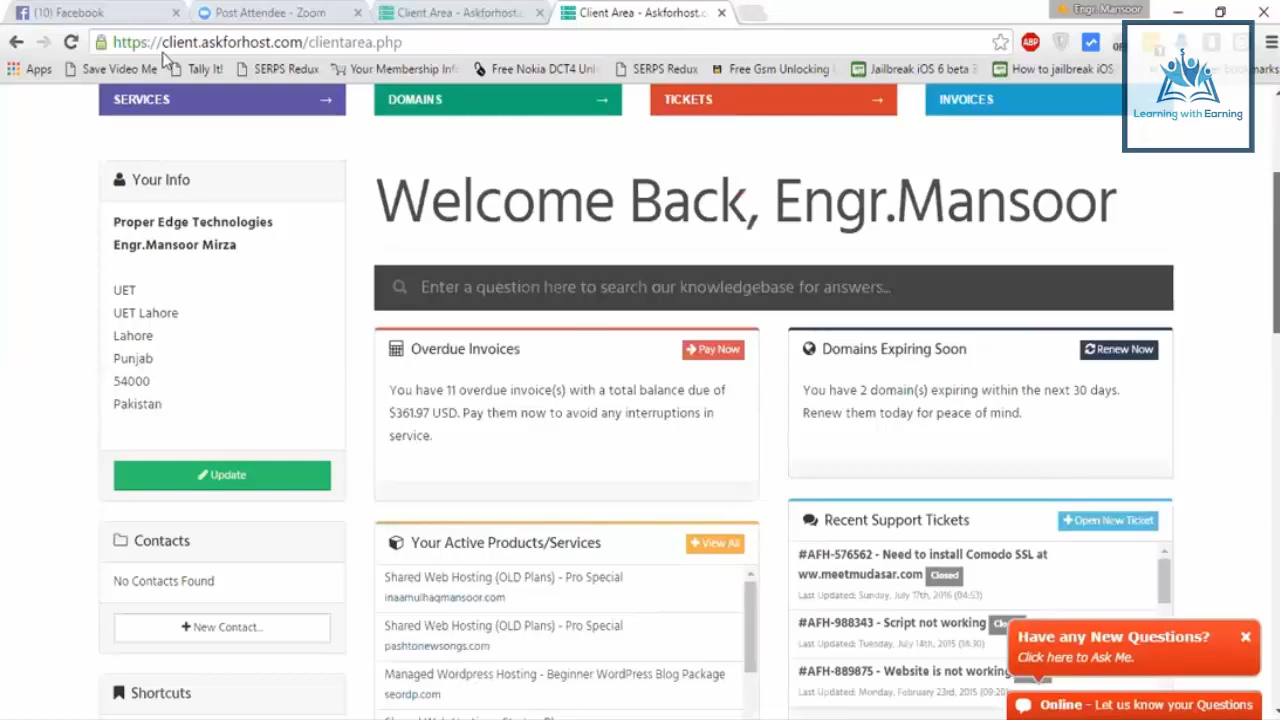 (10) Facebook
Post Attendee - Zoom
Client Area - Askforhost.
Client Area - Askforhost.c
Engr. Mansoor
https://client.askforhost.com/clientarea.php
ABP
Apps
Save Video Me
Tally It!
SERPS Redux
Your Membership In
Free Nokia DCT4 Unl
SERPS Redux
Free Gsm Unlocking
Jailbreak iOS 6 beta 3
How to jailbreak iOS
bookmarks
Learning with Earning
SERVICES →
DOMAINS →
TICKETS →
INVOICES
Your Info
Proper Edge Technologies
Engr.Mansoor Mirza
UET
UET Lahore
Lahore
Punjab
54000
Pakistan
Update
Contacts
No Contacts Found
+ New Contact...
Shortcuts
Welcome Back, Engr.Mansoor
Enter a question here to search our knowledgebase for answers...
Overdue Invoices
Pay Now
You have 11 overdue invoice(s) with a total balance due of
$361.97 USD. Pay them now to avoid any interruptions in
service.
Domains Expiring Soon
Renew Now
You have 2 domain(s) expiring within the next 30 days.
Renew them today for peace of mind.
Your Active Products/Services
+ View All
Shared Web Hosting (OLD Plans) - Pro Special
inaamulhaqmansoor.com
Shared Web Hosting (OLD Plans) - Pro Special
pashtonewsongs.com
Managed Wordpress Hosting - Beginner WordPress Blog Package
seordp.com
Recent Support Tickets
+ Open New Ticket
#AFH-576562 - Need to install Comodo SSL at
ww.meetmudasar.com Closed
Last Updated: Sunday, July 17th, 2016 (04:53)
#AFH-988343 - Script not working Clo
Last Updated: Tuesday, July 14th, 2015 (16:30)
#AFH-889875 - Website is not working
Last Updated: Monday, February 23rd, 2015 (09:20)
Have any New Questions?
Click here to Ask Me.
Online - Let us know your Questions